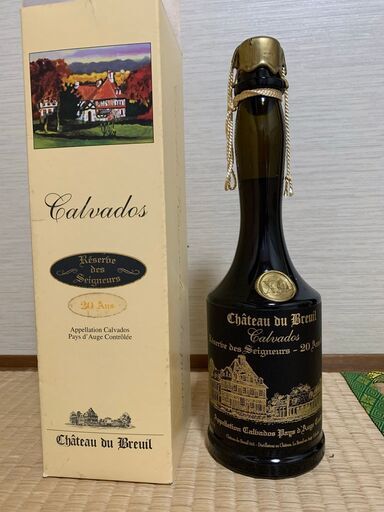 Calvados
Réserve
des
Seigneurs
20 Ans
Appellation Calvados
Pays d'Auge Contrôlée
Château du Breuil
Château du Breuil
Calvados
Réserve des Seigneurs - 20 Ans
Appellation Calvados Pays d'Auge